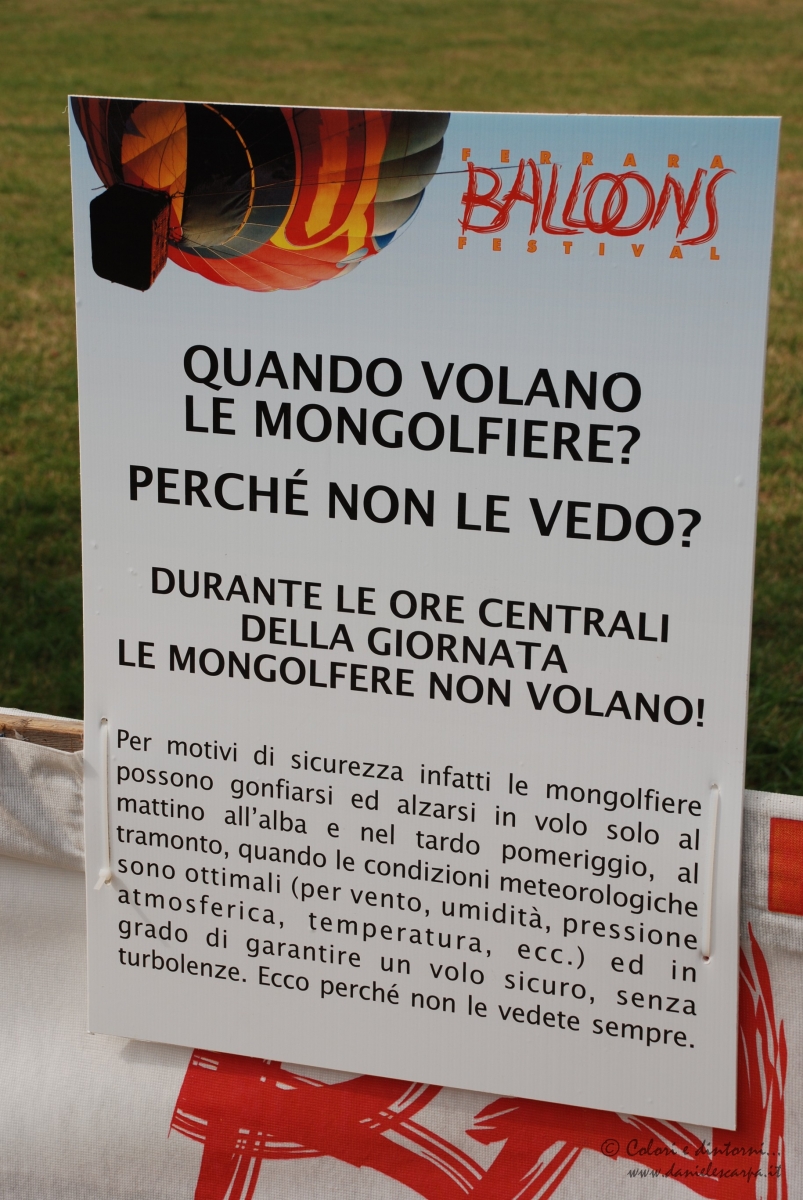 FERRARA
BALLOONS
FESTIVAL
QUANDO VOLANO
LE MONGOLFIERE?
PERCHÉ NON LE VEDO?
DURANTE LE ORE CENTRALI
DELLA GIORNATA
LE MONGOLFERE NON VOLANO!
Per motivi di sicurezza infatti le mongolfiere
possono gonfiarsi ed alzarsi in volo solo al
mattino all'alba e nel tardo pomeriggio, al
tramonto, quando le condizioni meteorologiche
sono ottimali (per vento, umidità, pressione
atmosferica, temperatura, ecc.) ed in
grado di garantire un volo sicuro, senza
turbolenze. Ecco perché non le vedete sempre.
© Colori e dintorni...
www.danielescarpa.it